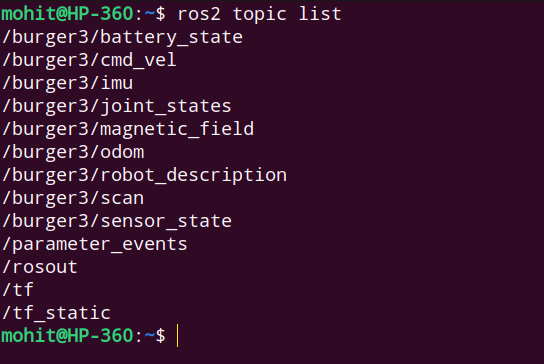 mohit@HP-360:~$ ros2 topic list
/burger3/battery_state
/burger3/cmd_vel
/burger3/imu
/burger3/joint_states
/burger3/magnetic_field
/burger3/odom
/burger3/robot_description
/burger3/scan
/burger3/sensor_state
/parameter_events
/rosout
/tf
/tf_static
mohit@HP-360:~$